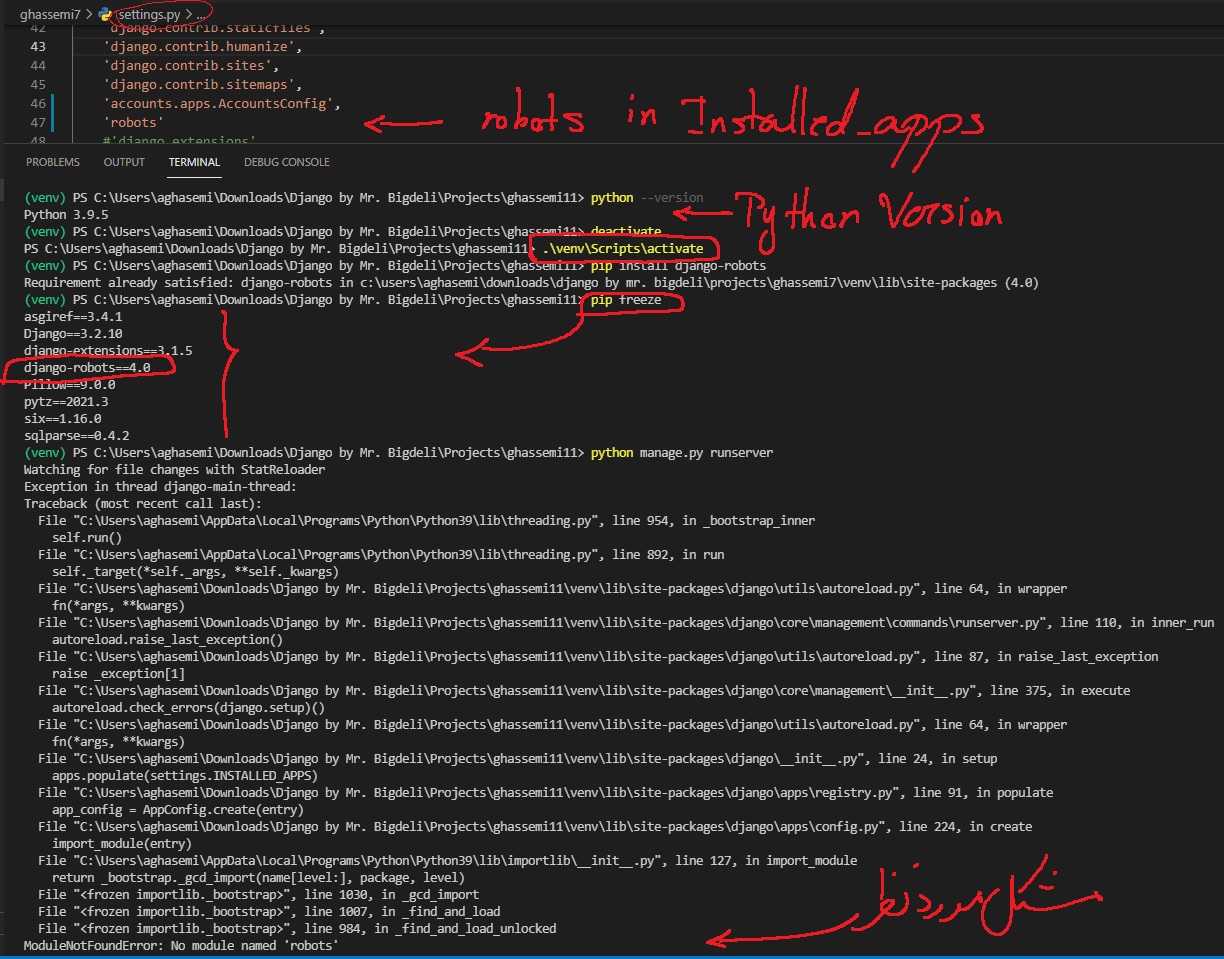 ghassemi7 > settings.py > ...
42 'django.contrib.staticfiles',
43 'django.contrib.humanize',
44 'django.contrib.sites',
45 'django.contrib.sitemaps',
46 'accounts.apps.AccountsConfig',
47 'robots'
robots in Installed_apps
48 #'django_extensions'
PROBLEMS OUTPUT TERMINAL DEBUG CONSOLE
(venv) PS C:\Users\aghasemi\Downloads\Django by Mr. Bigdeli\Projects\ghassemi11> python --version
Python 3.9.5
Python Version
(venv) PS C:\Users\aghasemi\Downloads\Django by Mr. Bigdeli\Projects\ghassemi11> deactivate
PS C:\Users\aghasemi\Downloads\Django by Mr. Bigdeli\Projects\ghassemi11> .\venv\Scripts\activate
(venv) PS C:\Users\aghasemi\Downloads\Django by Mr. Bigdeli\Projects\ghassemi11> pip install django-robots
Requirement already satisfied: django-robots in c:\users\aghasemi\downloads\django by mr. bigdeli\projects\ghassemi7\venv\lib\site-packages (4.0)
(venv) PS C:\Users\aghasemi\Downloads\Django by Mr. Bigdeli\Projects\ghassemi11> pip freeze
asgiref==3.4.1
Django==3.2.10
django-extensions==3.1.5
django-robots==4.0
Pillow==9.0.0
pytz==2021.3
six==1.16.0
sqlparse==0.4.2
(venv) PS C:\Users\aghasemi\Downloads\Django by Mr. Bigdeli\Projects\ghassemi11> python manage.py runserver
Watching for file changes with StatReloader
Exception in thread django-main-thread:
Traceback (most recent call last):
File "C:\Users\aghasemi\AppData\Local\Programs\Python\Python39\lib\threading.py", line 954, in _bootstrap_inner
self.run()
File "C:\Users\aghasemi\AppData\Local\Programs\Python\Python39\lib\threading.py", line 892, in run
self._target(*self._args, **self._kwargs)
File "C:\Users\aghasemi\Downloads\Django by Mr. Bigdeli\Projects\ghassemi11\venv\lib\site-packages\django\utils\autoreload.py", line 64, in wrapper
fn(*args, **kwargs)
File "C:\Users\aghasemi\Downloads\Django by Mr. Bigdeli\Projects\ghassemi11\venv\lib\site-packages\django\core\management\commands\runserver.py", line 110, in inner_run
autoreload.raise_last_exception()
File "C:\Users\aghasemi\Downloads\Django by Mr. Bigdeli\Projects\ghassemi11\venv\lib\site-packages\django\utils\autoreload.py", line 87, in raise_last_exception
raise _exception[1]
File "C:\Users\aghasemi\Downloads\Django by Mr. Bigdeli\Projects\ghassemi11\venv\lib\site-packages\django\core\management\__init__.py", line 375, in execute
autoreload.check_errors(django.setup)()
File "C:\Users\aghasemi\Downloads\Django by Mr. Bigdeli\Projects\ghassemi11\venv\lib\site-packages\django\utils\autoreload.py", line 64, in wrapper
fn(*args, **kwargs)
File "C:\Users\aghasemi\Downloads\Django by Mr. Bigdeli\Projects\ghassemi11\venv\lib\site-packages\django\__init__.py", line 24, in setup
apps.populate(settings.INSTALLED_APPS)
File "C:\Users\aghasemi\Downloads\Django by Mr. Bigdeli\Projects\ghassemi11\venv\lib\site-packages\django\apps\registry.py", line 91, in populate
app_config = AppConfig.create(entry)
File "C:\Users\aghasemi\Downloads\Django by Mr. Bigdeli\Projects\ghassemi11\venv\lib\site-packages\django\apps\config.py", line 224, in create
import_module(entry)
File "C:\Users\aghasemi\AppData\Local\Programs\Python\Python39\lib\importlib\__init__.py", line 127, in import_module
return _bootstrap._gcd_import(name[level:], package, level)
File "<frozen importlib._bootstrap>", line 1030, in _gcd_import
File "<frozen importlib._bootstrap>", line 1007, in _find_and_load
File "<frozen importlib._bootstrap>", line 984, in _find_and_load_unlocked
ModuleNotFoundError: No module named 'robots'